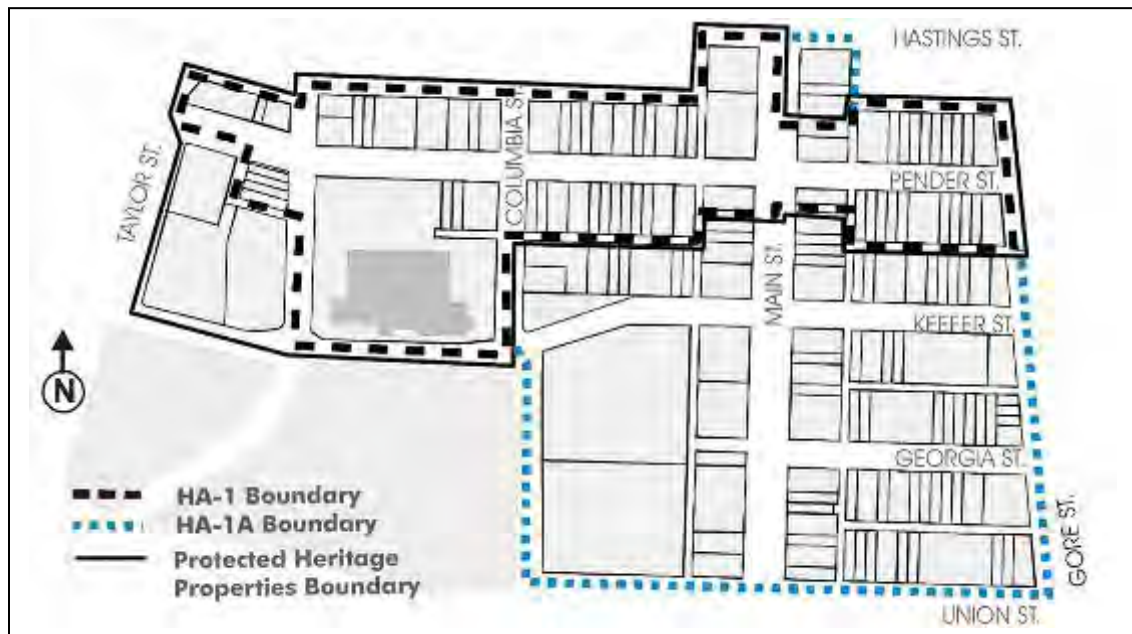 HASTINGS ST.
COLUMBIA ST.
TAYLOR ST.
PENDER ST.
MAIN ST.
KEEFER ST.
GEORGIA ST.
GORE ST.
UNION ST.
N
HA-1 Boundary
HA-1A Boundary
Protected Heritage
Properties Boundary